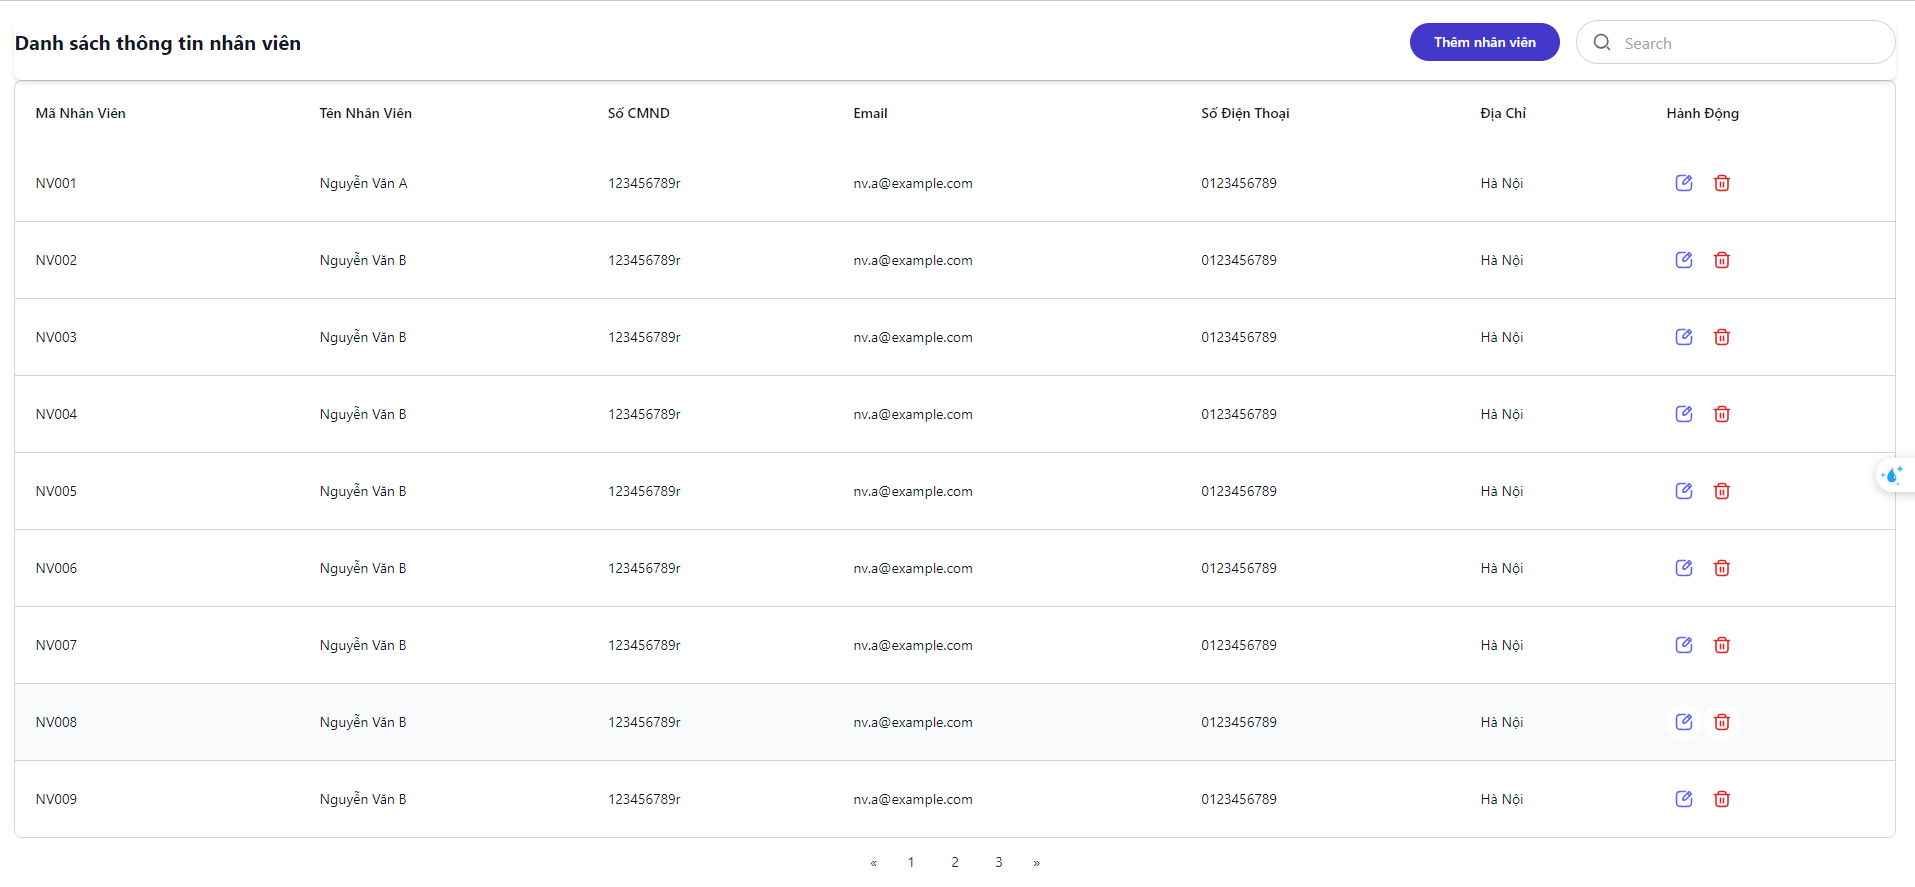 Danh sách thông tin nhân viên Thêm nhân viên Search
Mã Nhân Viên Tên Nhân Viên Số CMND Email Số Điện Thoại Địa Chỉ Hành Động
NV001 Nguyễn Văn A 123456789r nv.a@example.com 0123456789 Hà Nội
NV002 Nguyễn Văn B 123456789r nv.a@example.com 0123456789 Hà Nội
NV003 Nguyễn Văn B 123456789r nv.a@example.com 0123456789 Hà Nội
NV004 Nguyễn Văn B 123456789r nv.a@example.com 0123456789 Hà Nội
NV005 Nguyễn Văn B 123456789r nv.a@example.com 0123456789 Hà Nội
NV006 Nguyễn Văn B 123456789r nv.a@example.com 0123456789 Hà Nội
NV007 Nguyễn Văn B 123456789r nv.a@example.com 0123456789 Hà Nội
NV008 Nguyễn Văn B 123456789r nv.a@example.com 0123456789 Hà Nội
NV009 Nguyễn Văn B 123456789r nv.a@example.com 0123456789 Hà Nội
« 1 2 3 »